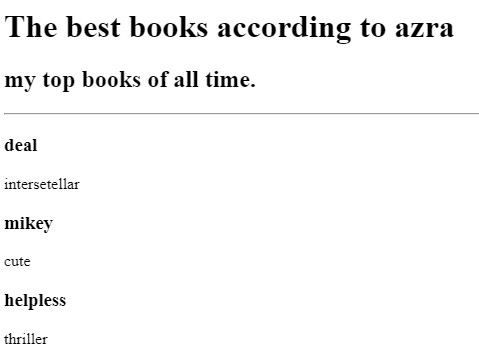 The best books according to azra
my top books of all time.
deal
intersetellar
mikey
cute
helpless
thriller